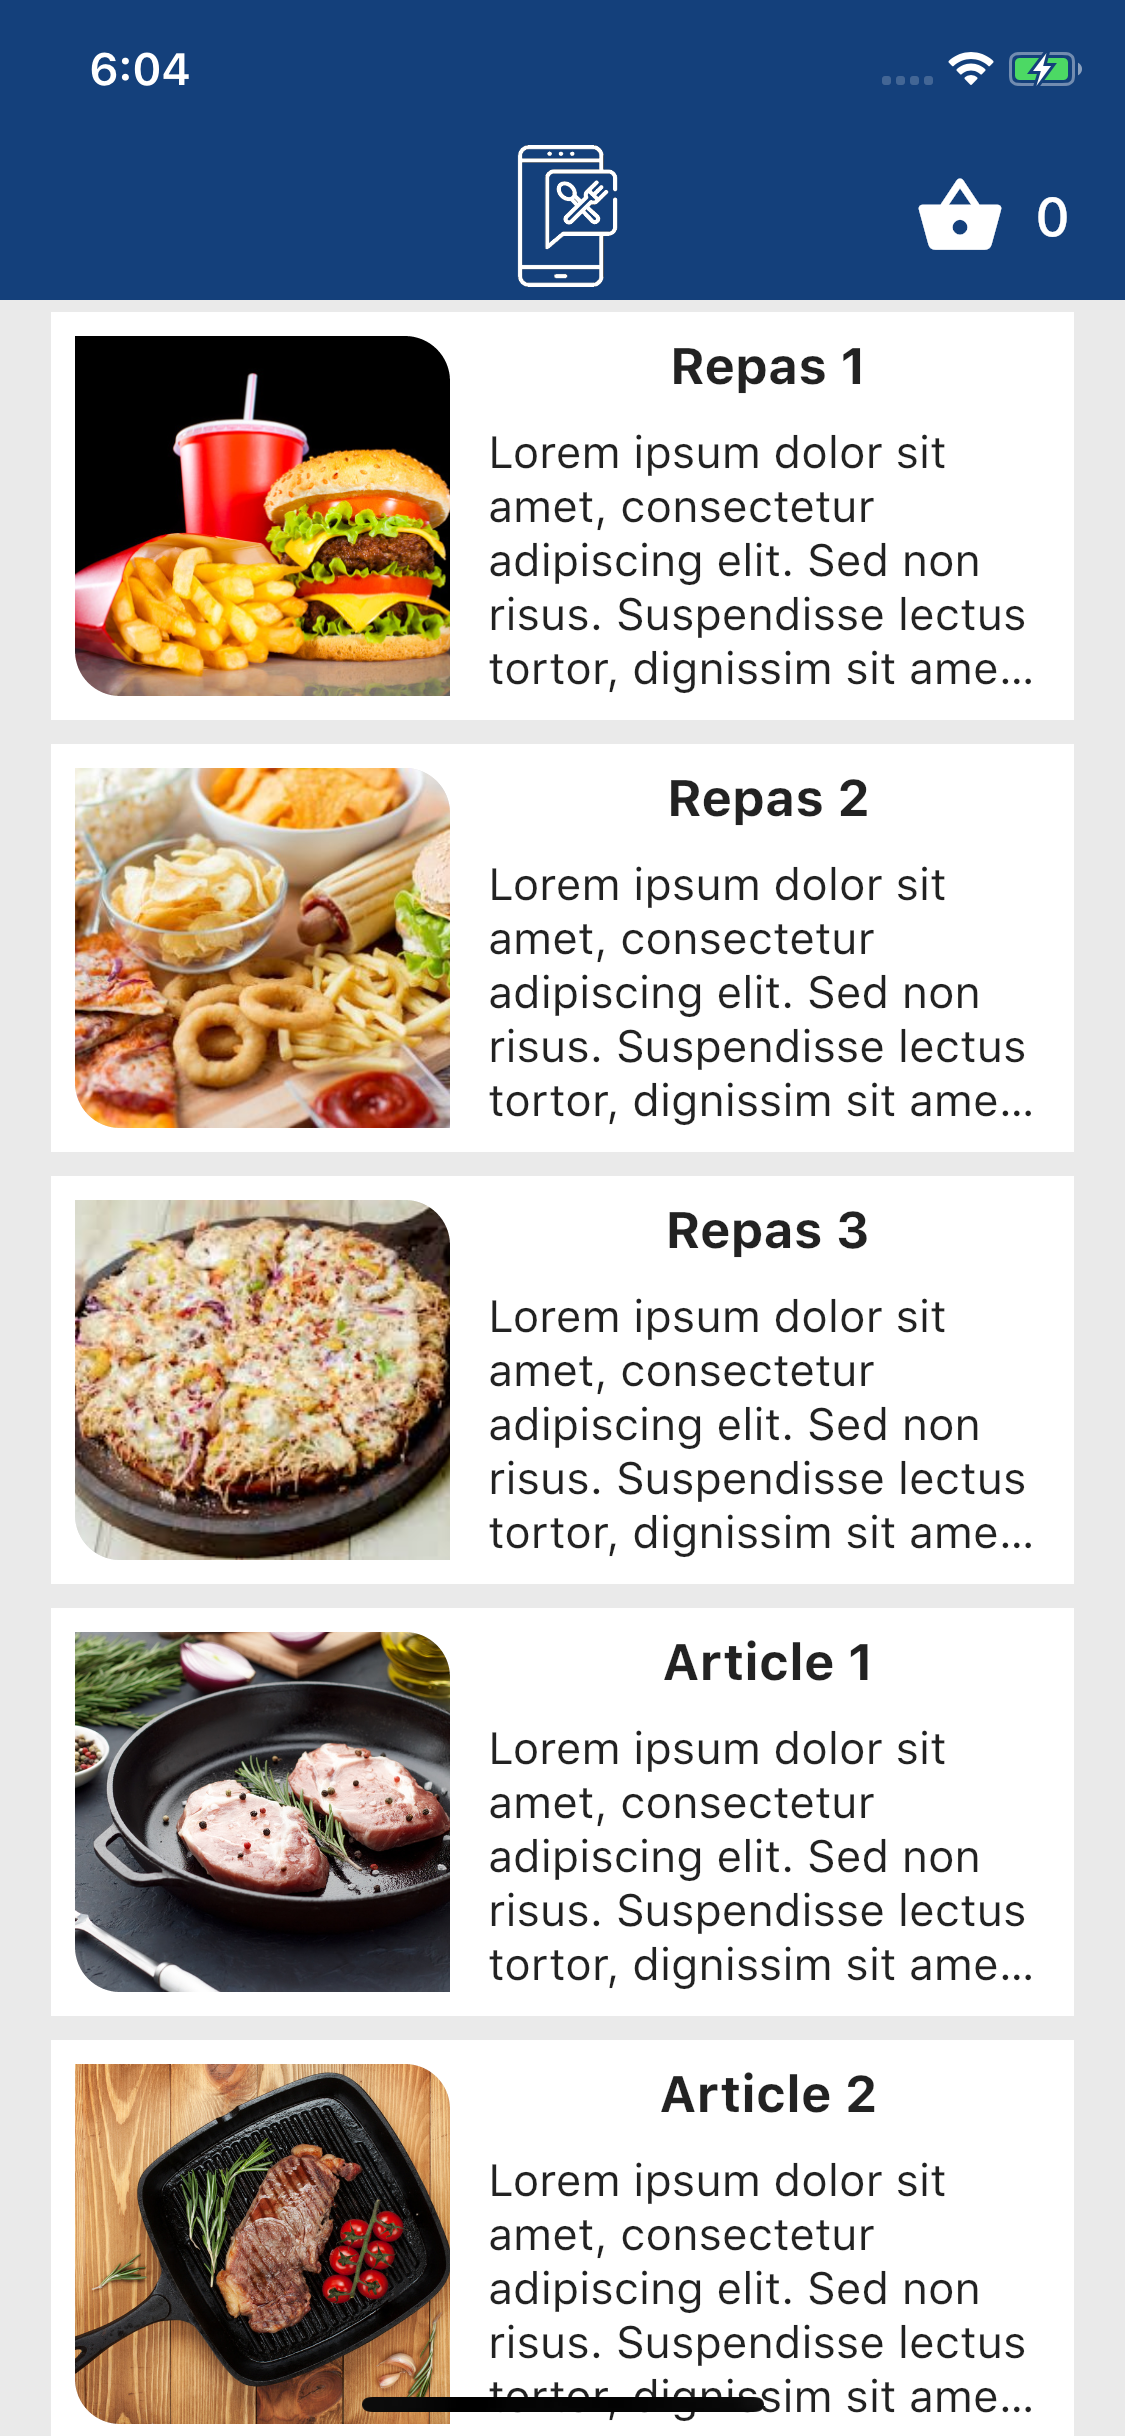 6:04
0
Repas 1
Lorem ipsum dolor sit
amet, consectetur
adipiscing elit. Sed non
risus. Suspendisse lectus
tortor, dignissim sit ame...
Repas 2
Lorem ipsum dolor sit
amet, consectetur
adipiscing elit. Sed non
risus. Suspendisse lectus
tortor, dignissim sit ame...
Repas 3
Lorem ipsum dolor sit
amet, consectetur
adipiscing elit. Sed non
risus. Suspendisse lectus
tortor, dignissim sit ame...
Article 1
Lorem ipsum dolor sit
amet, consectetur
adipiscing elit. Sed non
risus. Suspendisse lectus
tortor, dignissim sit ame...
Article 2
Lorem ipsum dolor sit
amet, consectetur
adipiscing elit. Sed non
risus. Suspendisse lectus
tortor, dignissim sit ame...